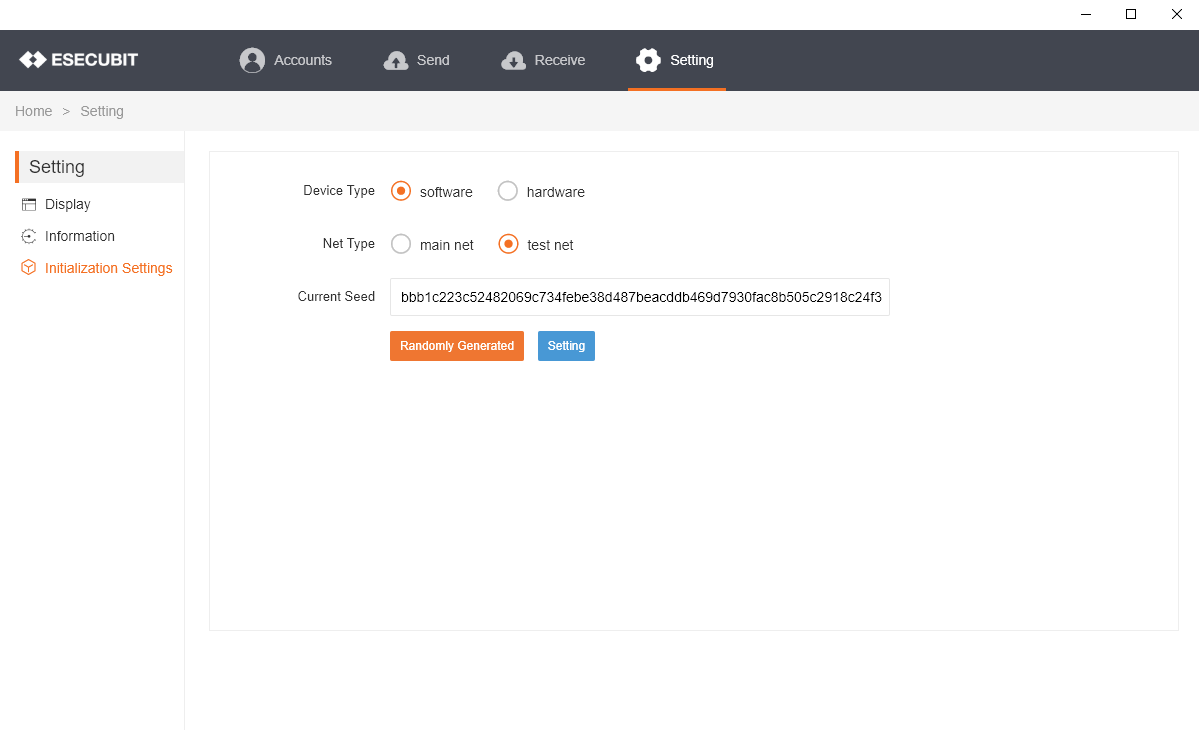 ESECUBIT
Accounts
Send
Receive
Setting
Home > Setting
Setting
Display
Information
Initialization Settings
Device Type software hardware
Net Type main net test net
Current Seed bbb1c223c52482069c734febe38d487beacddb469d7930fac8b505c2918c24f3
Randomly Generated Setting